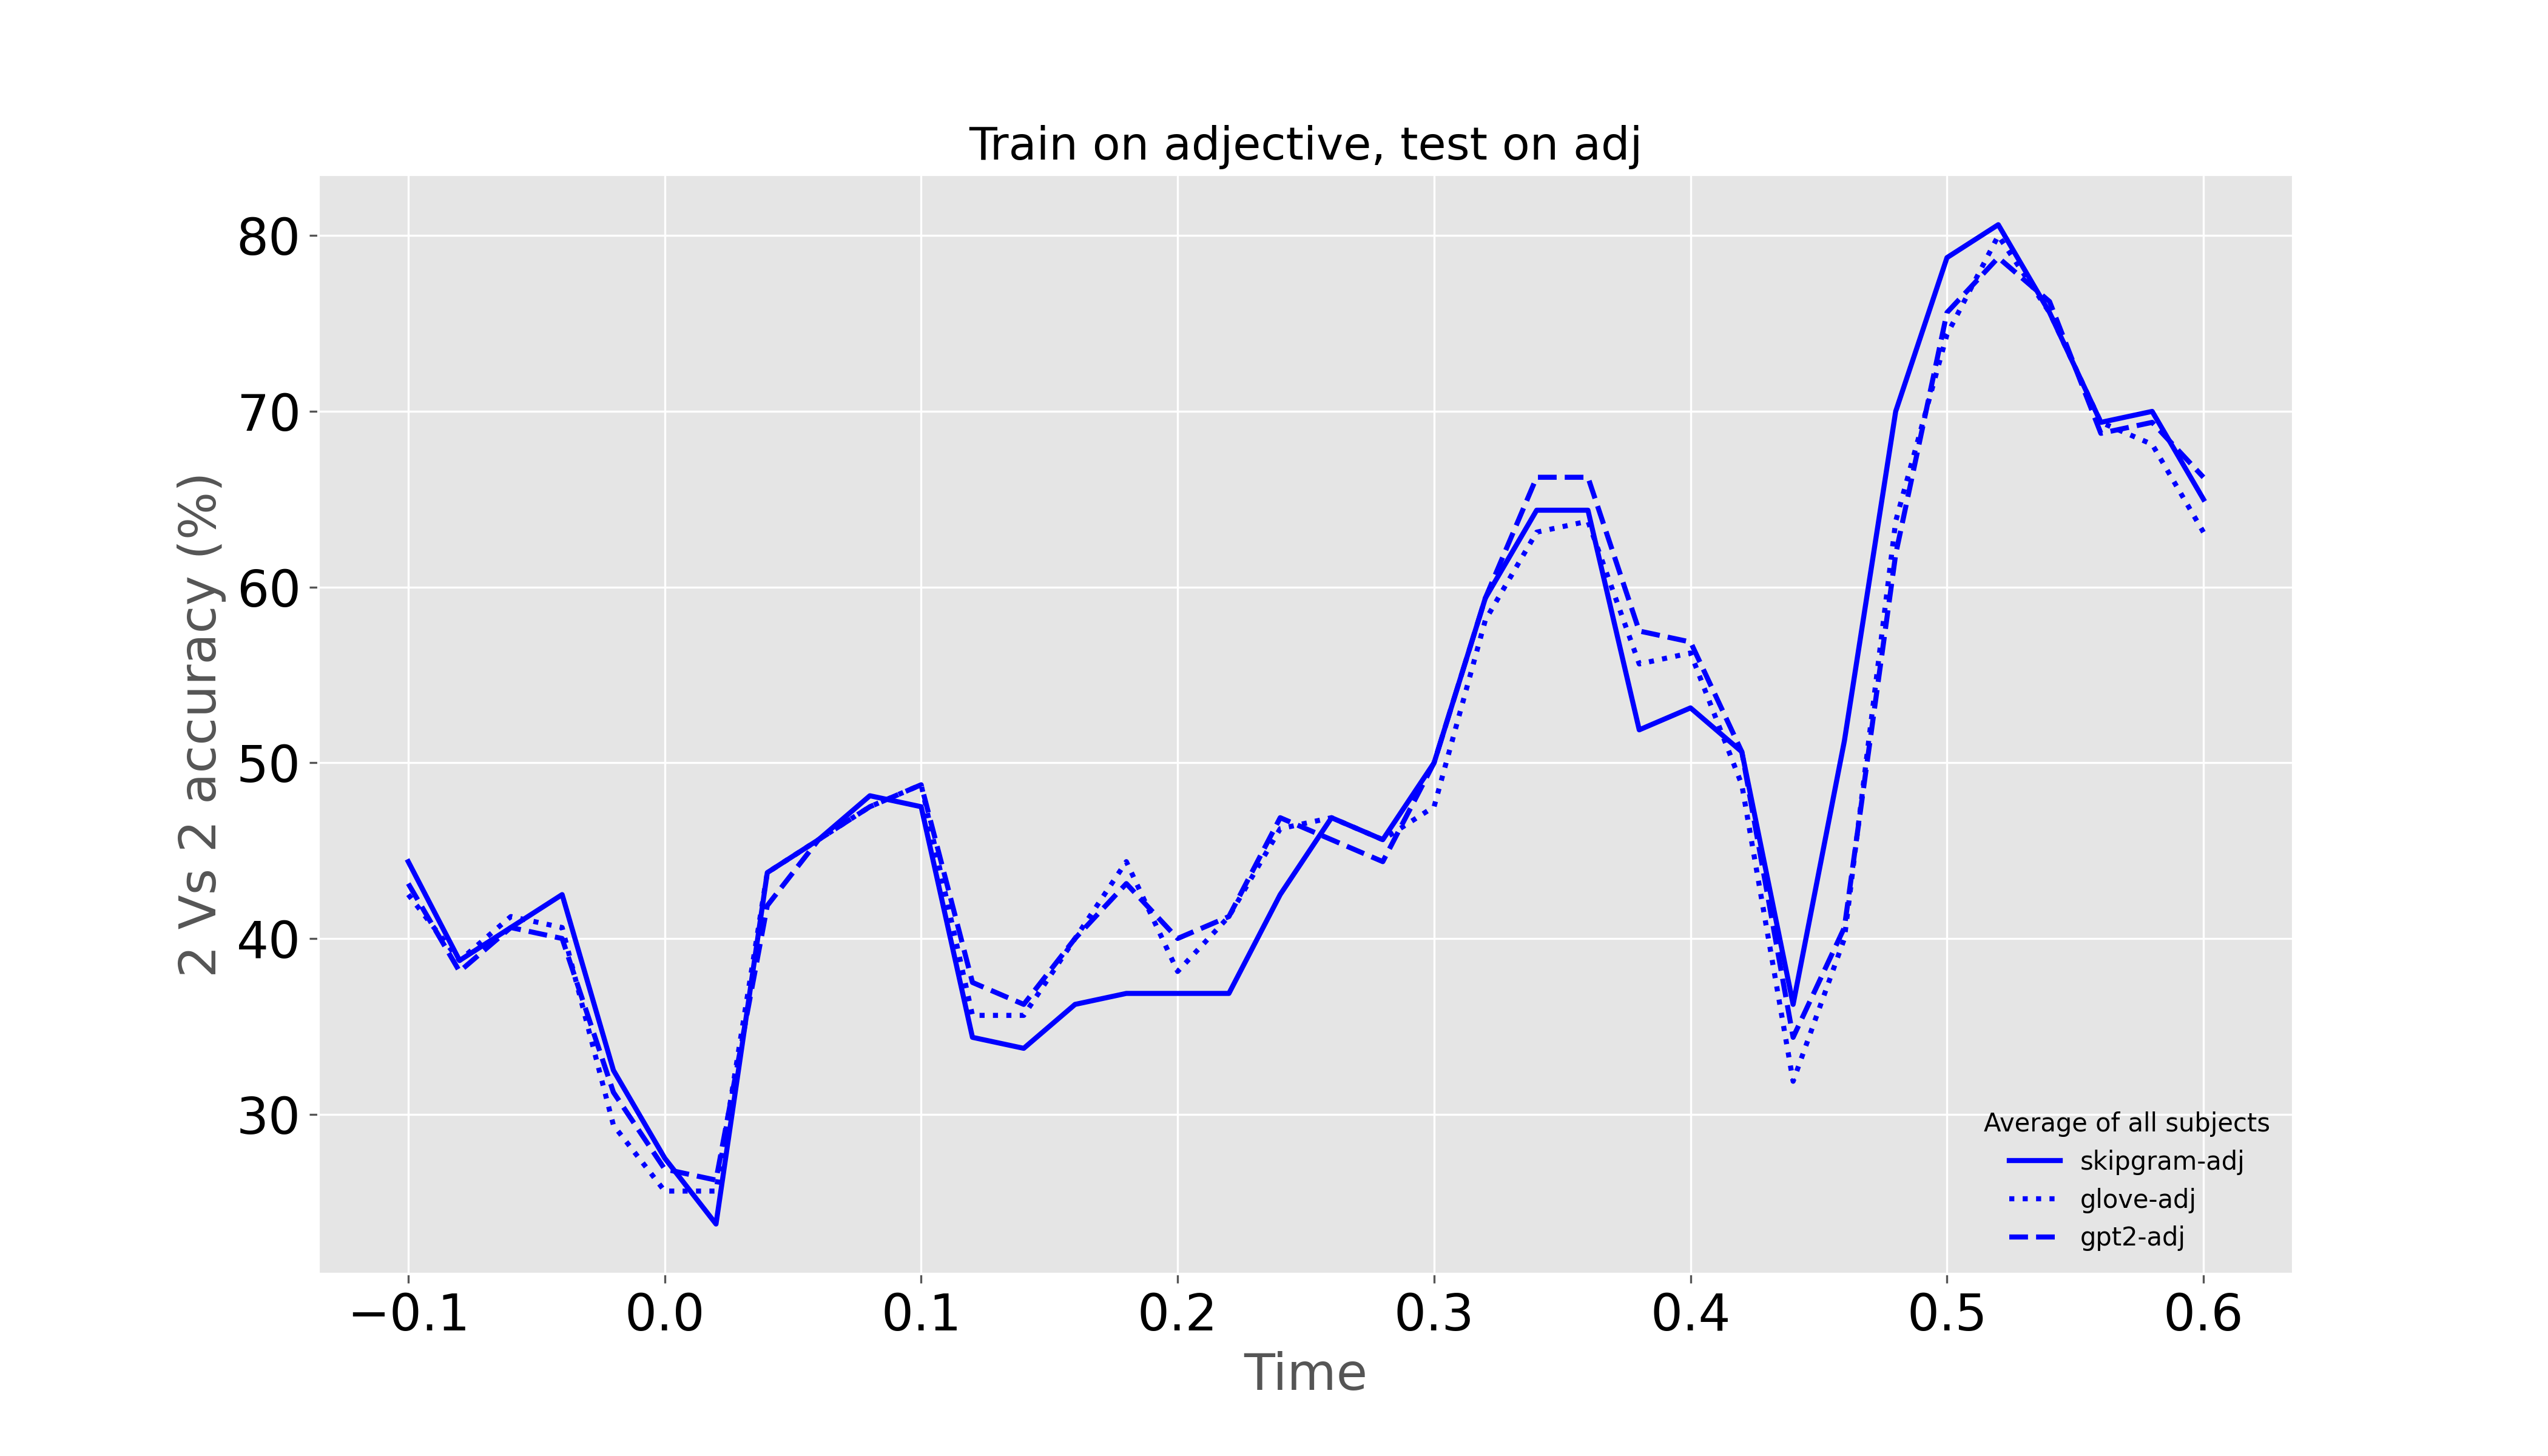 Train on adjective, test on adj
2 Vs 2 accuracy (%)
80
70
60
50
40
30
Average of all subjects
skipgram-adj
glove-adj
gpt2-adj
−0.1 0.0 0.1 0.2 0.3 0.4 0.5 0.6
Time